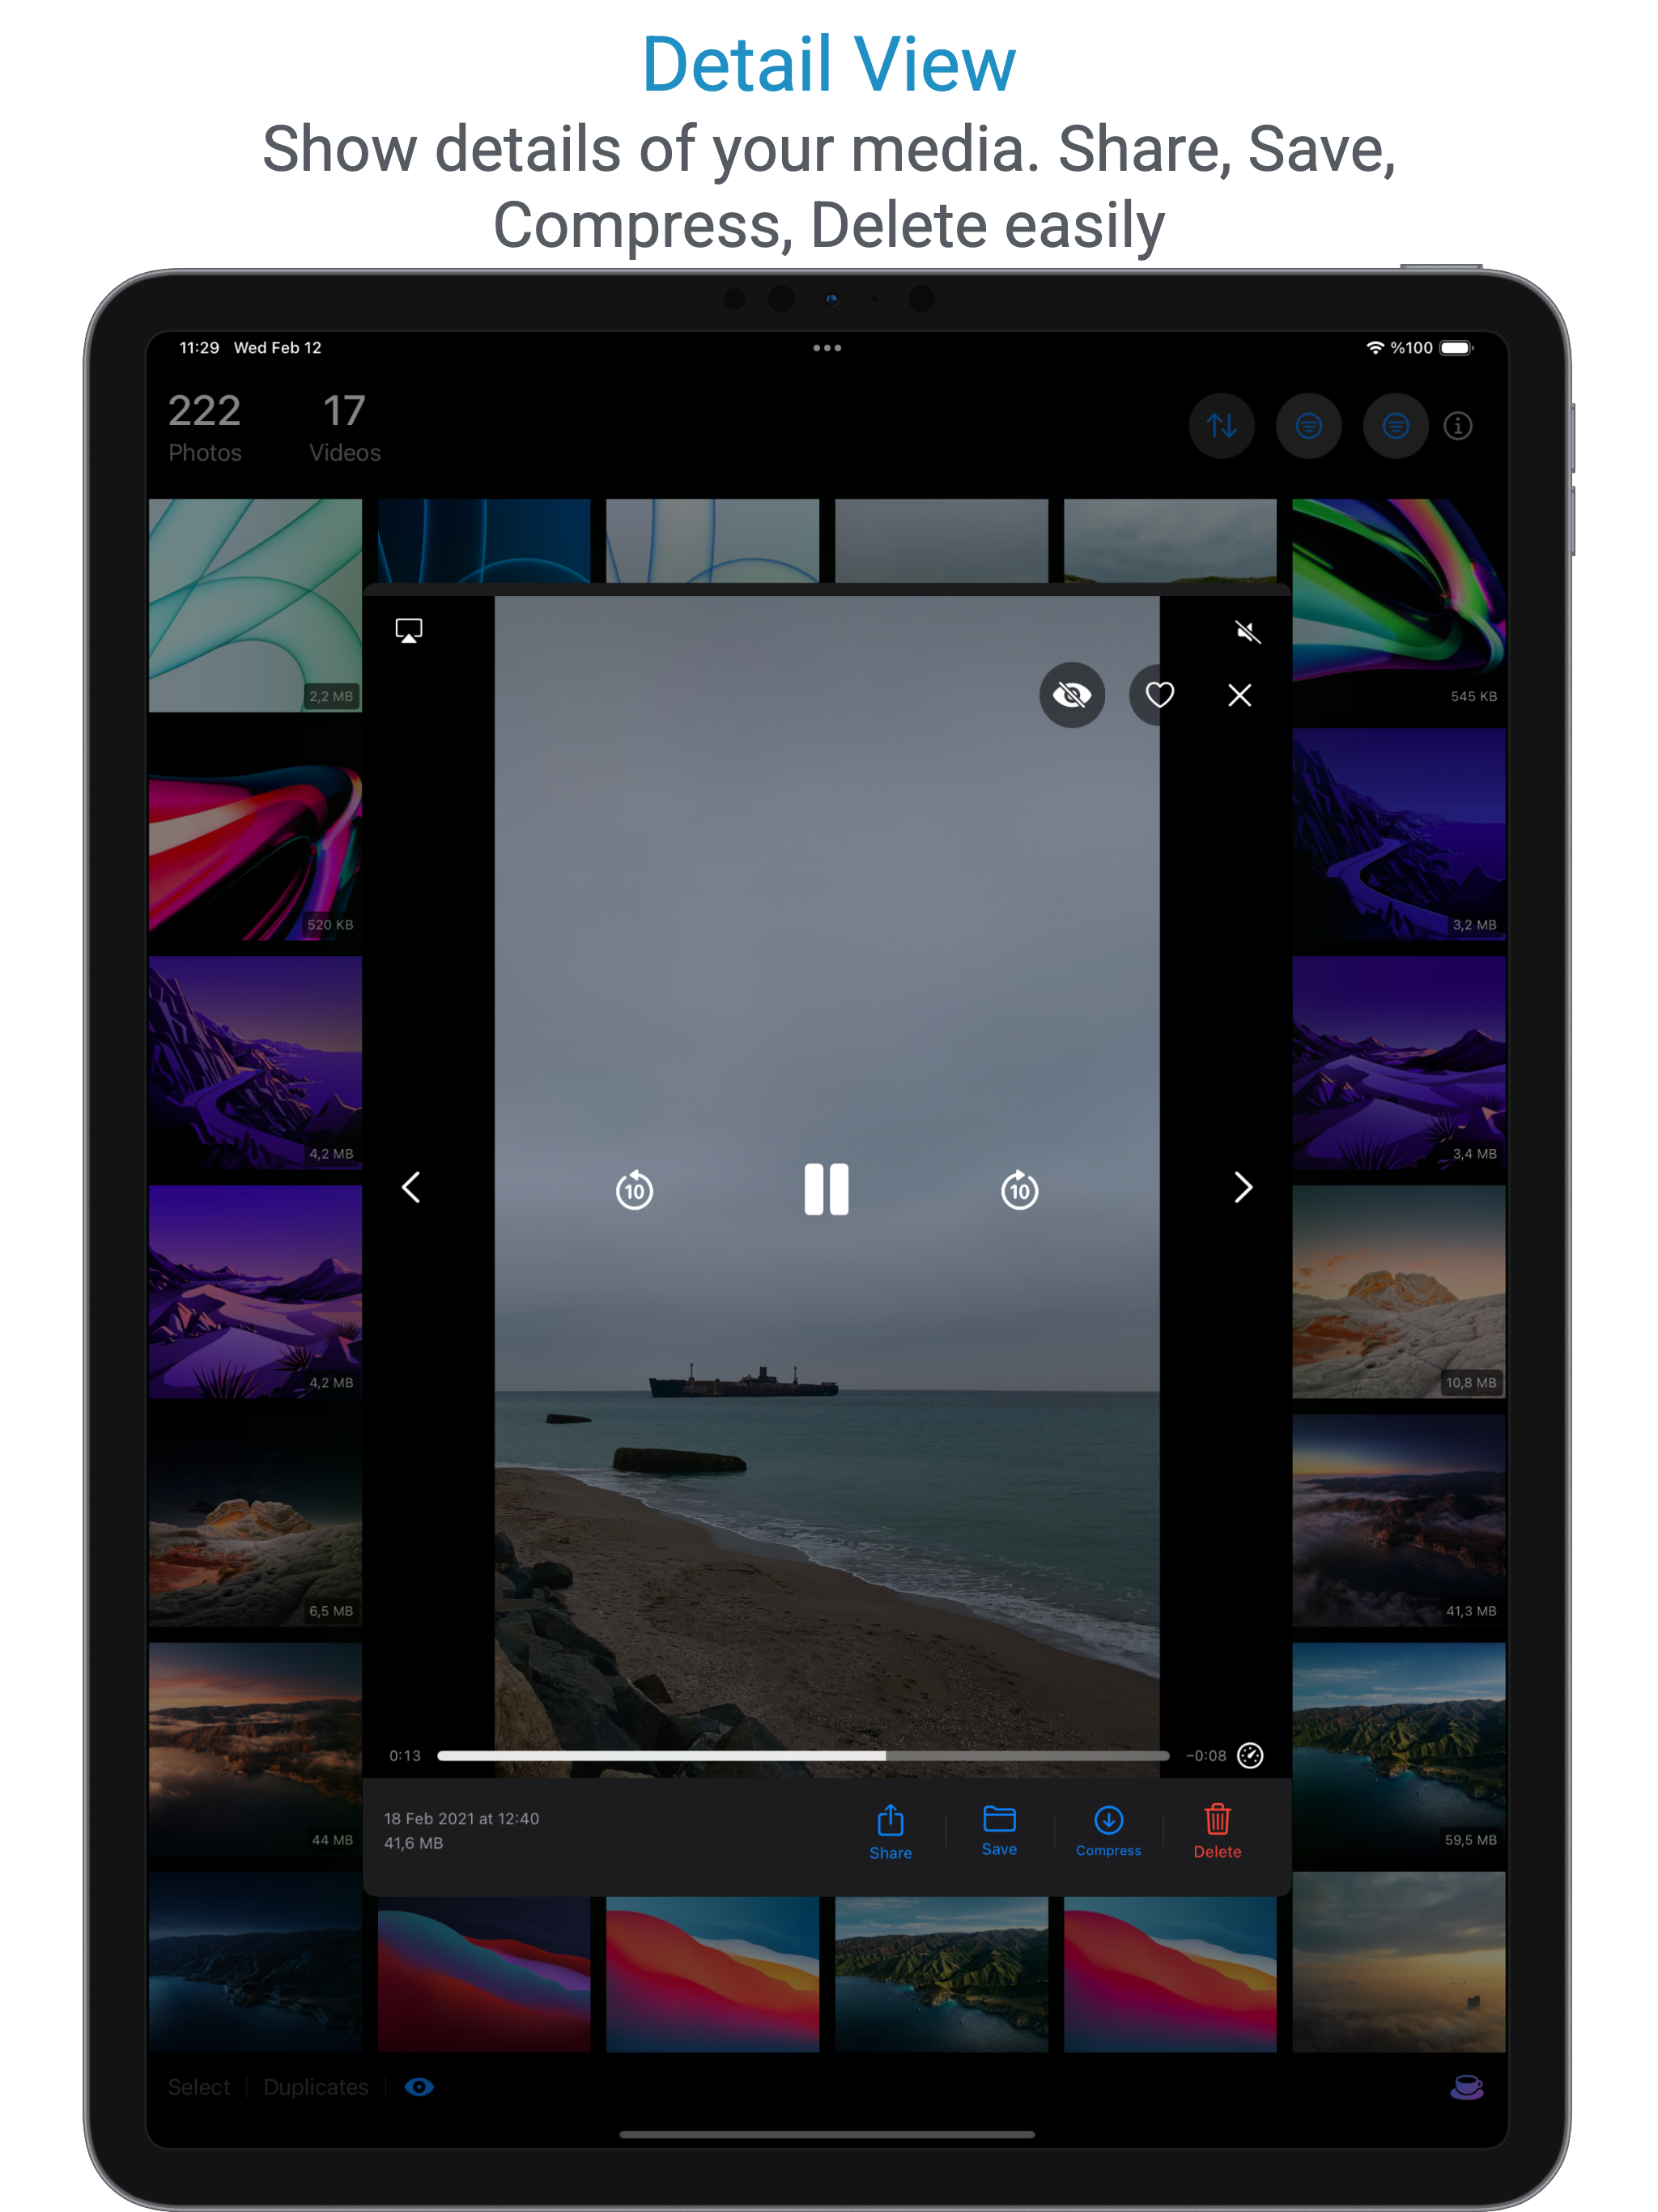 Detail View
Show details of your media. Share, Save,
Compress, Delete easily
11:29 Wed Feb 12
%100
222 17
Photos Videos
2,2 MB
545 KB
520 KB
3,2 MB
4,2 MB
3,4 MB
10 10
4,2 MB
10,8 MB
6,5 MB
41,3 MB
0:13 -0:08
44 MB
59,5 MB
18 Feb 2021 at 12:40
41,6 MB
Share Save Compress Delete
Select Duplicates